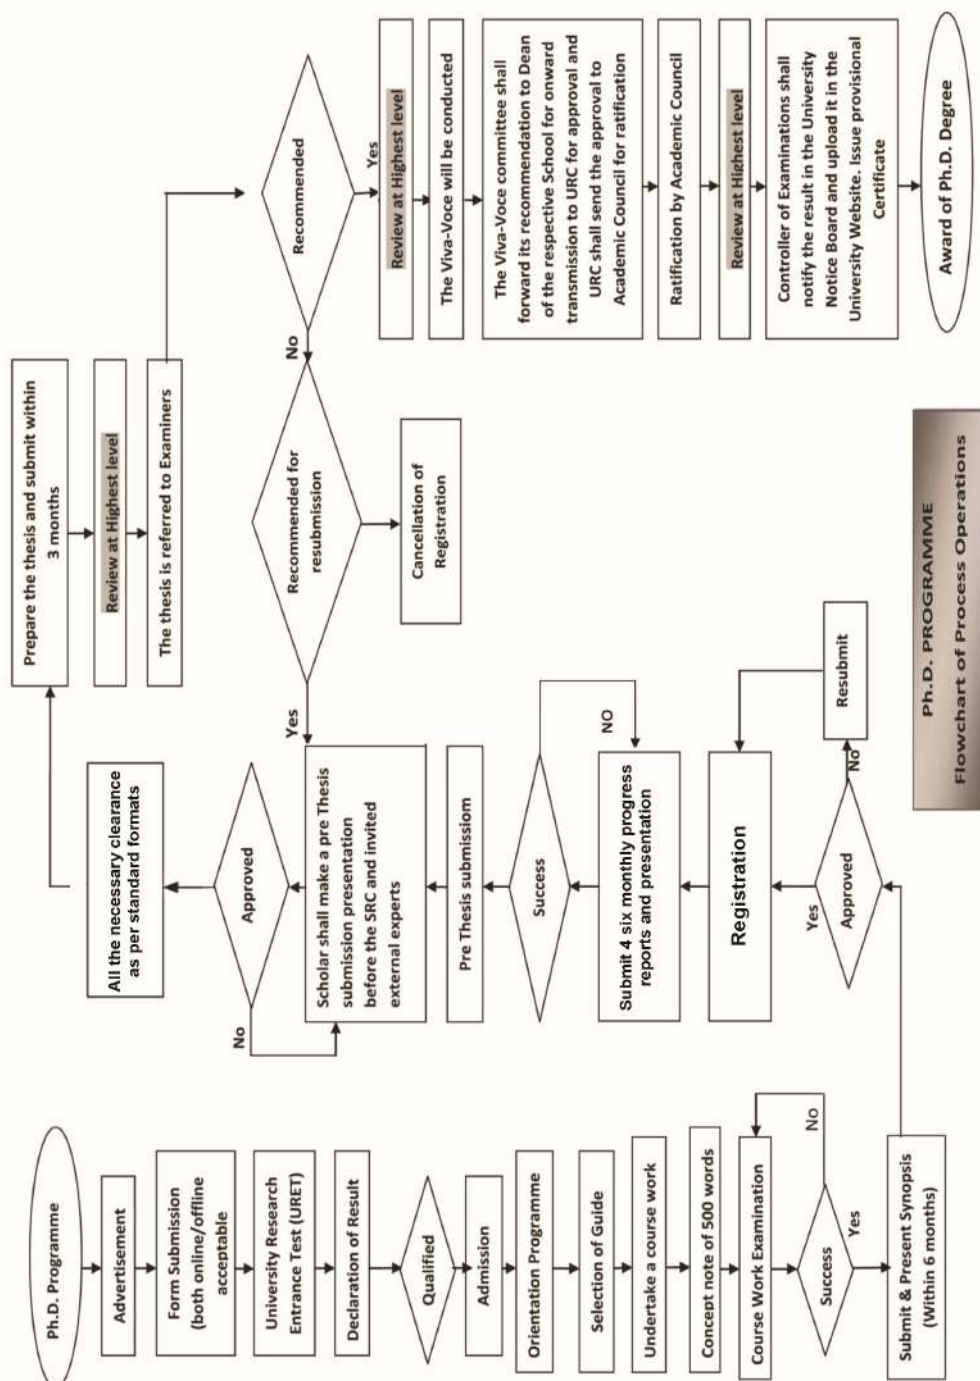 Ph.D. Programme
Advertisement
Form Submission
(both online/offline
acceptable
University Research
Entrance Test (URET)
Declaration of Result
Qualified
Admission
Orientation Programme
Selection of Guide
Undertake a course work
Concept note of 500 words
Course Work Examination
No
Success
Yes
Submit & Present Synopsis
(Within 6 months)
All the necessary clearance
as per standard formats
Approved
No
Scholar shall make a pre Thesis
submission presentation
before the SRC and invited
external experts
Yes
Pre Thesis submissiom
Success
NO
Submit 4 six monthly progress
reports and presentation
Registration
Yes
Approved
No
Resubmit
Prepare the thesis and submit within
3 months
Review at Highest level
The thesis is referred to Examiners
Recommended
No
Yes
Recommended for
resubmission
Cancellation of
Registration
Review at Highest level
The Viva-Voce will be conducted
The Viva-Voce committee shall
forward its recommendation to Dean
of the respective School for onward
transmission to URC for approval and
URC shall send the approval to
Academic Council for ratification
Ratification by Academic Council
Review at Highest level
Controller of Examinations shall
notify the result in the University
Notice Board and upload it in the
University Website. Issue provisional
Certificate
Award of Ph.D. Degree
Ph.D. PROGRAMME
Flowchart of Process Operations